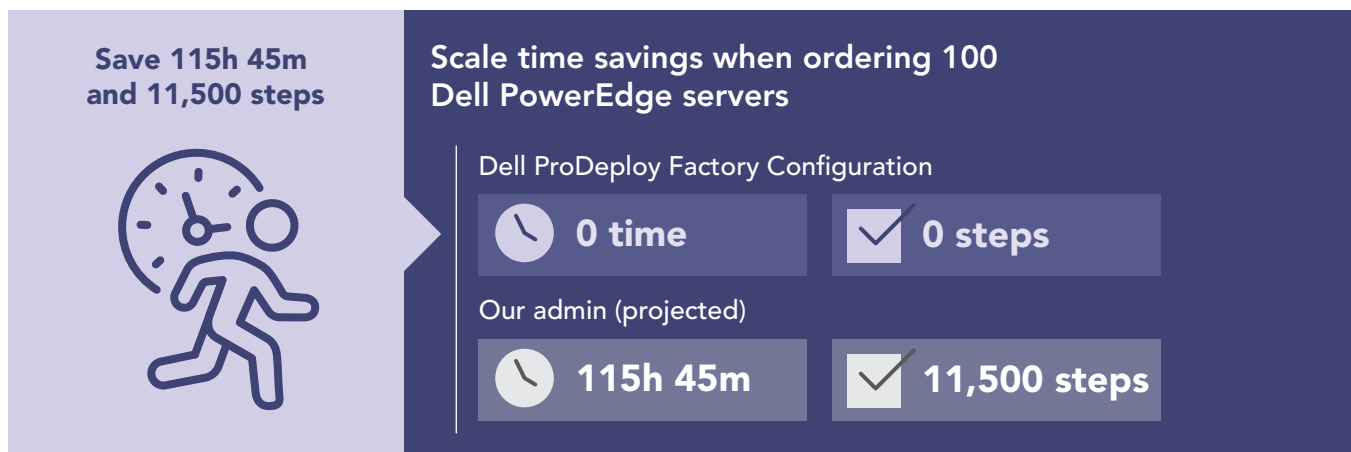 Save 115h 45m
and 11,500 steps
Scale time savings when ordering 100
Dell PowerEdge servers
Dell ProDeploy Factory Configuration
0 time
0 steps
Our admin (projected)
115h 45m
11,500 steps